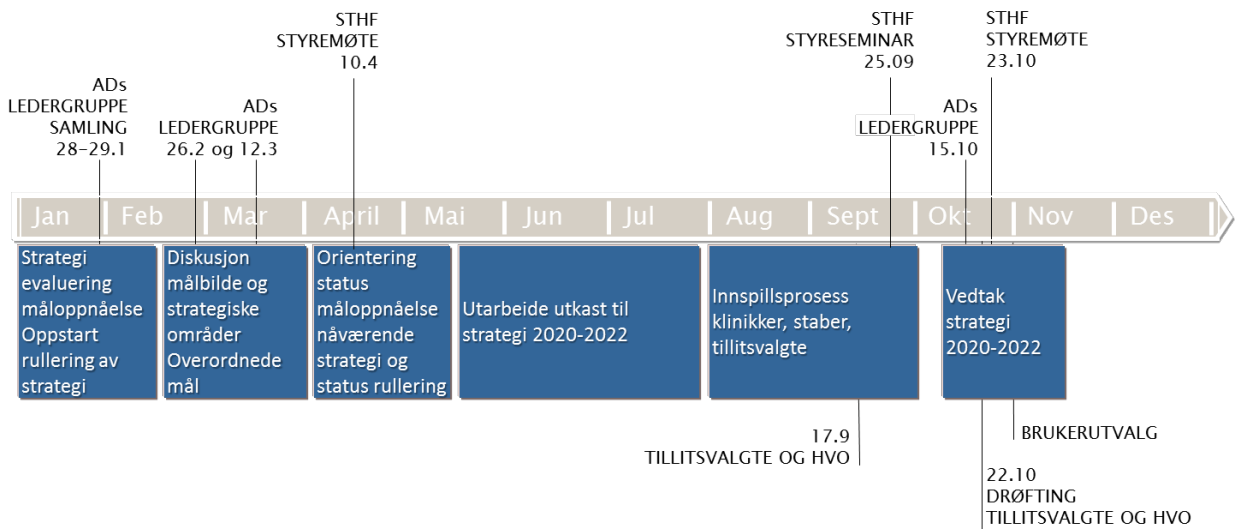 STHF
STYREMØTE
10.4
STHF
STYRESEMINAR
25.09
STHF
STYREMØTE
23.10
ADs
LEDERGRUPPE
SAMLING
28-29.1
ADs
LEDERGRUPPE
26.2 og 12.3
ADs
LEDERGRUPPE
15.10
Jan
Feb
Mar
April
Mai
Jun
Jul
Aug
Sept
Okt
Nov
Des
Strategi
evaluering
måloppnåelse
Oppstart
rullering av
strategi
Diskusjon
målbilde og
strategiske
områder
Overordnede
mål
Orientering
status
måloppnåelse
nåværende
strategi og
status rullering
Utarbeide utkast til
strategi 2020-2022
Innspillsprosess
klinikker, staber,
tillitsvalgte
Vedtak
strategi
2020-2022
17.9
TILLITSVALGTE OG HVO
BRUKERUTVALG
22.10
DRØFTING
TILLITSVALGTE OG HVO